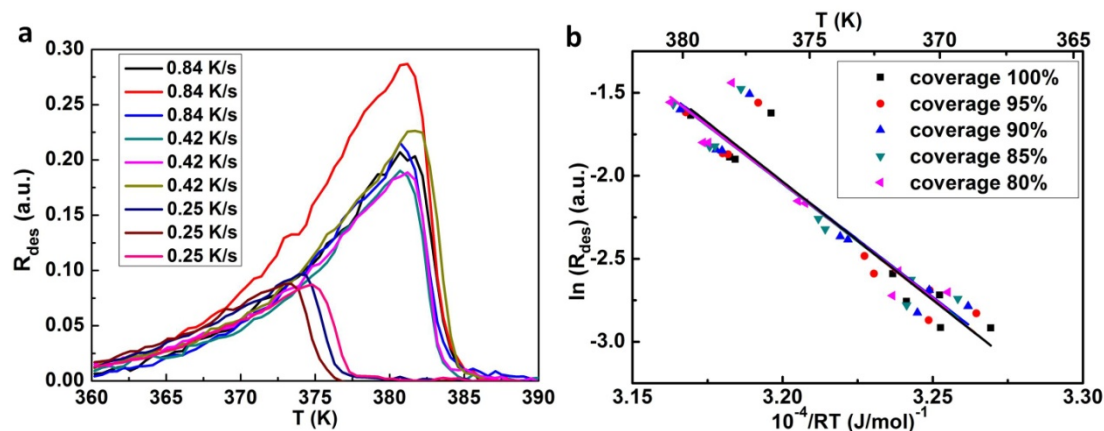 a
R_des (a.u.)
0.30
0.25
0.20
0.15
0.10
0.05
0.00
0.84 K/s
0.84 K/s
0.84 K/s
0.42 K/s
0.42 K/s
0.42 K/s
0.25 K/s
0.25 K/s
0.25 K/s
360 365 370 375 380 385 390
T (K)
b
T (K)
380 375 370 365
ln (R_des) (a.u.)
-1.5
-2.0
-2.5
-3.0
coverage 100%
coverage 95%
coverage 90%
coverage 85%
coverage 80%
3.15 3.20 3.25 3.30
10⁻⁴/RT (J/mol)⁻¹